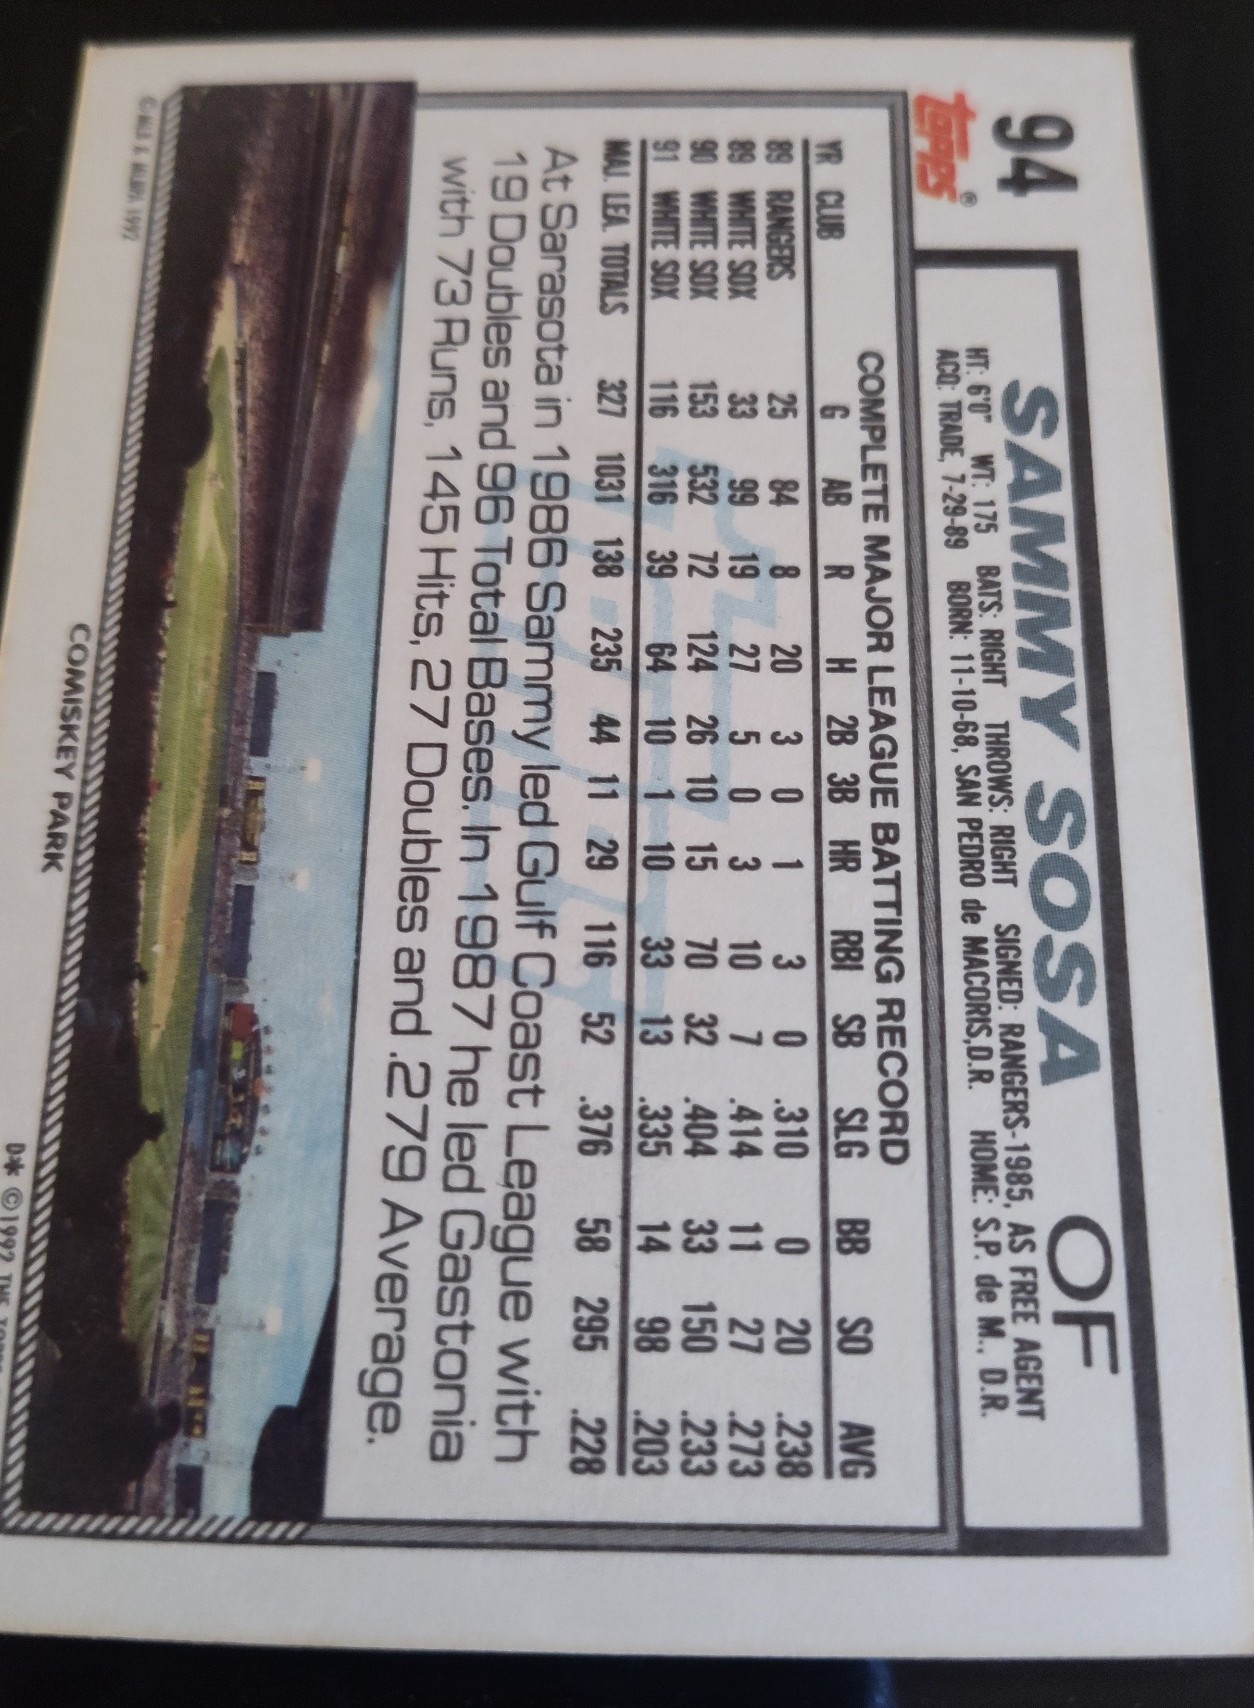 94
SAMMY SOSA OF
Topps®
HT: 6'0" WT: 175 BATS: RIGHT THROWS: RIGHT SIGNED: RANGERS-1985, AS FREE AGENT
ACQ: TRADE, 7-29-89 BORN: 11-10-68, SAN PEDRO de MACORIS,D.R. HOME: S.P. de M., D.R.
COMPLETE MAJOR LEAGUE BATTING RECORD
YR CLUB G AB R H 2B 3B HR RBI SB SLG BB SO AVG
89 RANGERS 25 84 8 20 3 0 1 3 0 .310 0 20 .238
89 WHITE SOX 33 99 19 27 5 0 3 10 7 .414 11 27 .273
90 WHITE SOX 153 532 72 124 26 10 15 70 32 .404 33 150 .233
91 WHITE SOX 116 316 39 64 10 1 10 33 13 .335 14 98 .203
MAJ. LEA. TOTALS 327 1031 138 235 44 11 29 116 52 .376 58 295 .228
At Sarasota in 1986 Sammy led Gulf Coast League with
19 Doubles and 96 Total Bases. In 1987 he led Gastonia
with 73 Runs, 145 Hits, 27 Doubles and .279 Average.
© MLB & MLBPA 1992
COMISKEY PARK
D* ©1992 THE